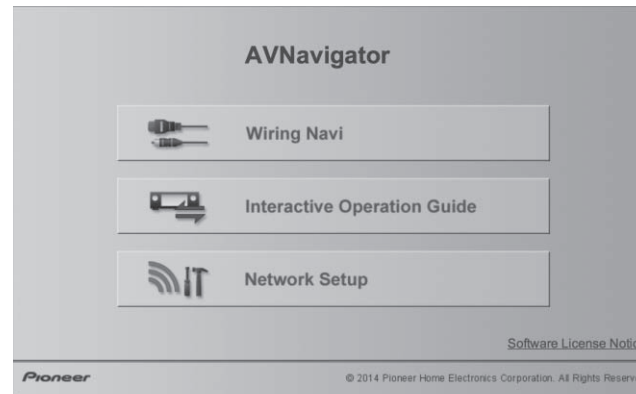 AVNavigator
Wiring Navi
Interactive Operation Guide
Network Setup
Software License Notic
Pioneer
© 2014 Pioneer Home Electronics Corporation. All Rights Reserv